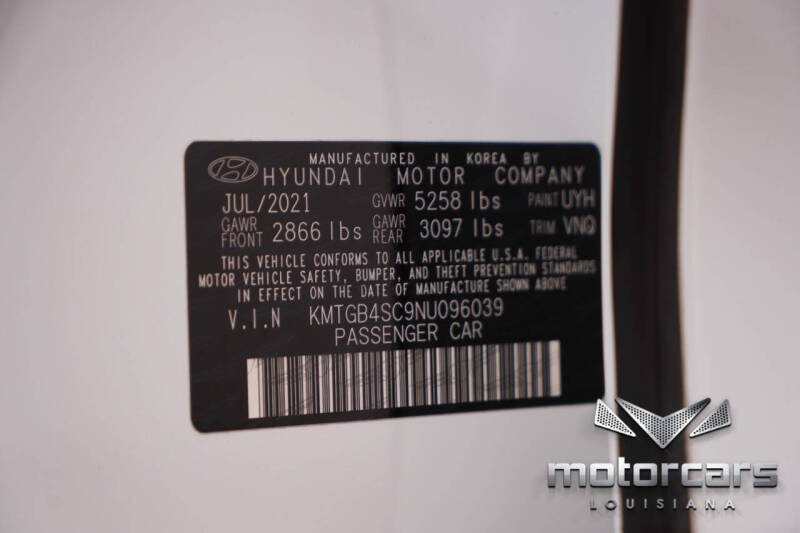 MANUFACTURED IN KOREA BY
HYUNDAI MOTOR COMPANY
JUL/2021 GVWR 5258 lbs PAINT UYH
GAWR FRONT 2866 lbs GAWR REAR 3097 lbs TRIM VNQ
THIS VEHICLE CONFORMS TO ALL APPLICABLE U.S.A. FEDERAL
MOTOR VEHICLE SAFETY, BUMPER, AND THEFT PREVENTION STANDARDS
IN EFFECT ON THE DATE OF MANUFACTURE SHOWN ABOVE
V.I.N KMTGB4SC9NU096039
PASSENGER CAR
motorcars
LOUISIANA